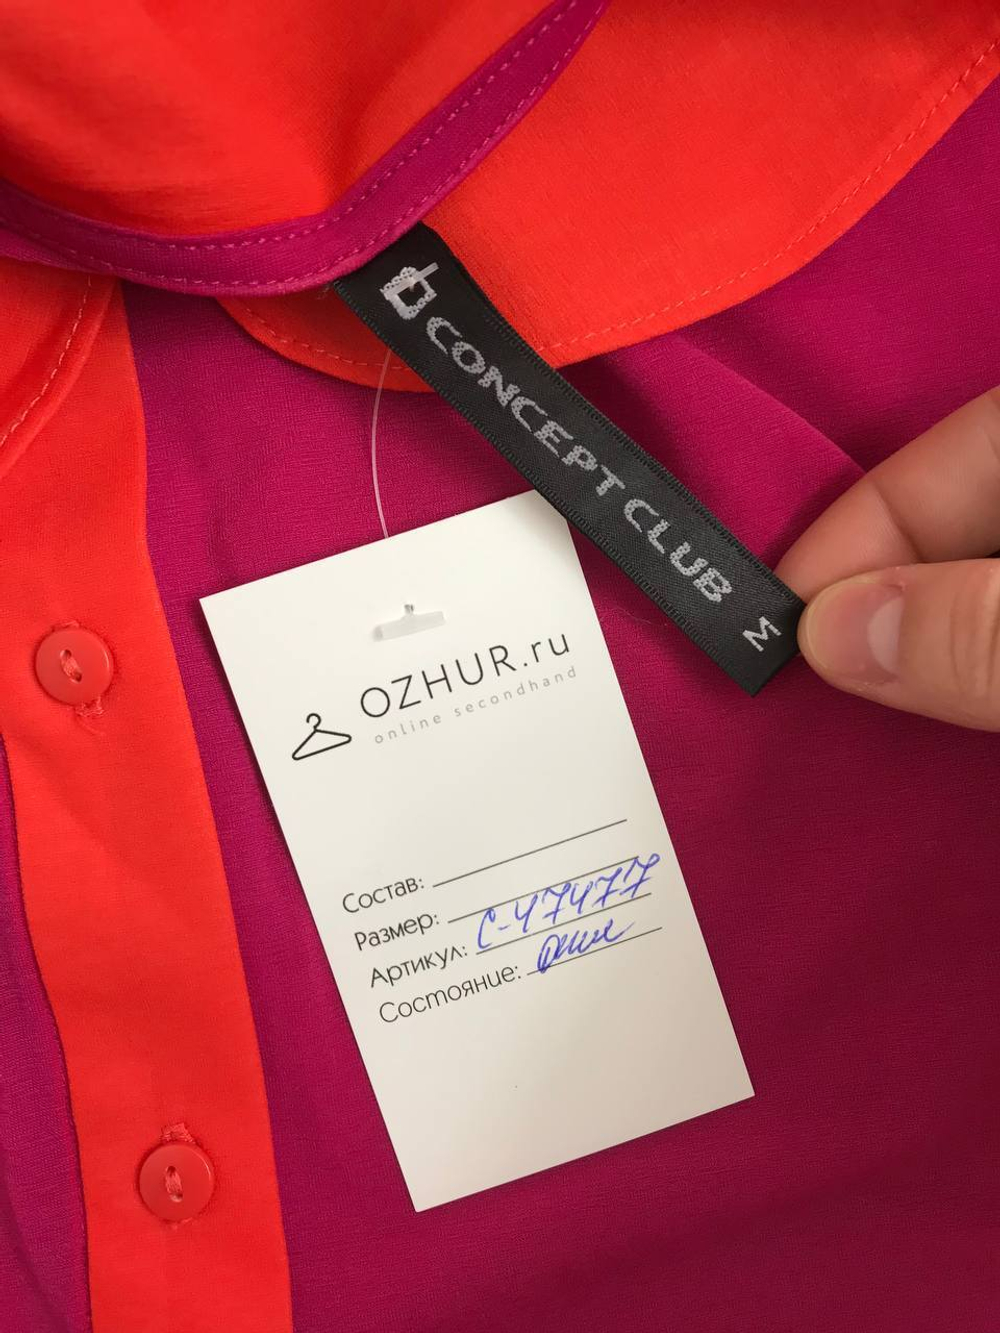 CONCEPT CLUB M
OZHUR.ru
online secondhand
Состав:
Размер:
Артикул: С-47477
Состояние: